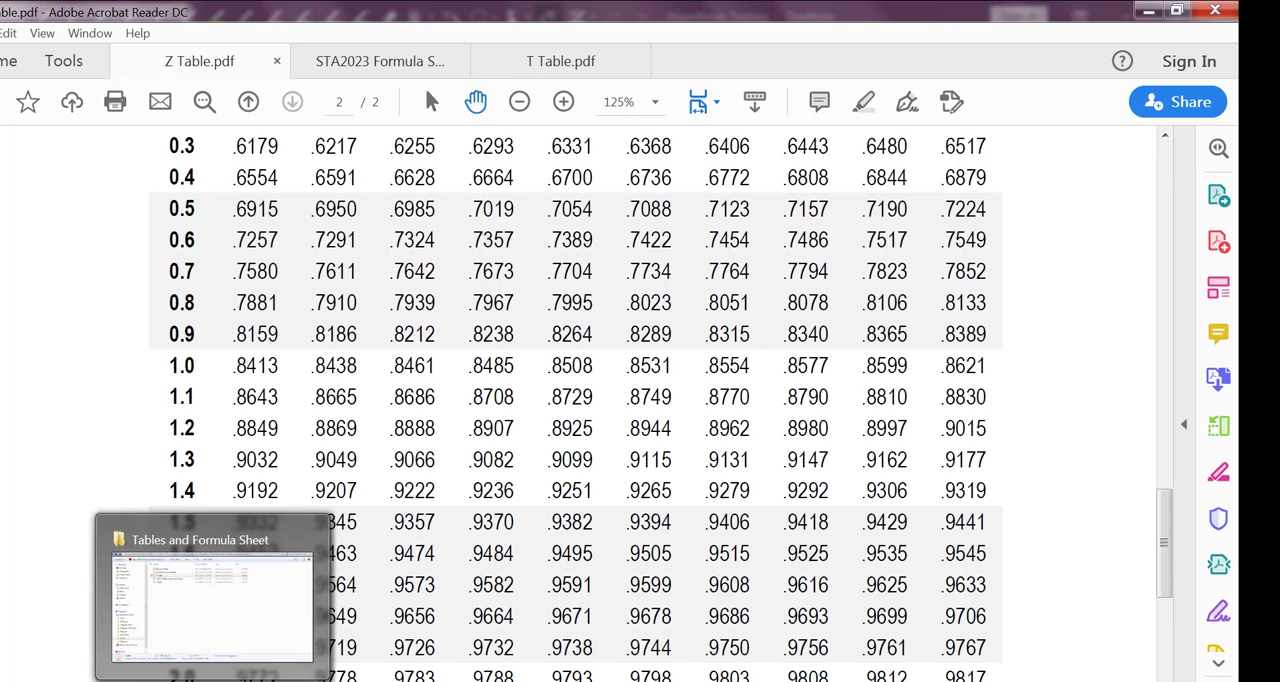 ble.pdf - Adobe Acrobat Reader DC
Edit View Window Help
me Tools Z Table.pdf × STA2023 Formula S... T Table.pdf Sign In
2 / 2 125% Share
0.3 .6179 .6217 .6255 .6293 .6331 .6368 .6406 .6443 .6480 .6517
0.4 .6554 .6591 .6628 .6664 .6700 .6736 .6772 .6808 .6844 .6879
0.5 .6915 .6950 .6985 .7019 .7054 .7088 .7123 .7157 .7190 .7224
0.6 .7257 .7291 .7324 .7357 .7389 .7422 .7454 .7486 .7517 .7549
0.7 .7580 .7611 .7642 .7673 .7704 .7734 .7764 .7794 .7823 .7852
0.8 .7881 .7910 .7939 .7967 .7995 .8023 .8051 .8078 .8106 .8133
0.9 .8159 .8186 .8212 .8238 .8264 .8289 .8315 .8340 .8365 .8389
1.0 .8413 .8438 .8461 .8485 .8508 .8531 .8554 .8577 .8599 .8621
1.1 .8643 .8665 .8686 .8708 .8729 .8749 .8770 .8790 .8810 .8830
1.2 .8849 .8869 .8888 .8907 .8925 .8944 .8962 .8980 .8997 .9015
1.3 .9032 .9049 .9066 .9082 .9099 .9115 .9131 .9147 .9162 .9177
1.4 .9192 .9207 .9222 .9236 .9251 .9265 .9279 .9292 .9306 .9319
1.5 .9332 .9345 .9357 .9370 .9382 .9394 .9406 .9418 .9429 .9441
Tables and Formula Sheet
463 .9474 .9484 .9495 .9505 .9515 .9525 .9535 .9545
564 .9573 .9582 .9591 .9599 .9608 .9616 .9625 .9633
649 .9656 .9664 .9671 .9678 .9686 .9693 .9699 .9706
719 .9726 .9732 .9738 .9744 .9750 .9756 .9761 .9767
778 .9783 .9788 .9793 .9798 .9803 .9808 .9812 .9817